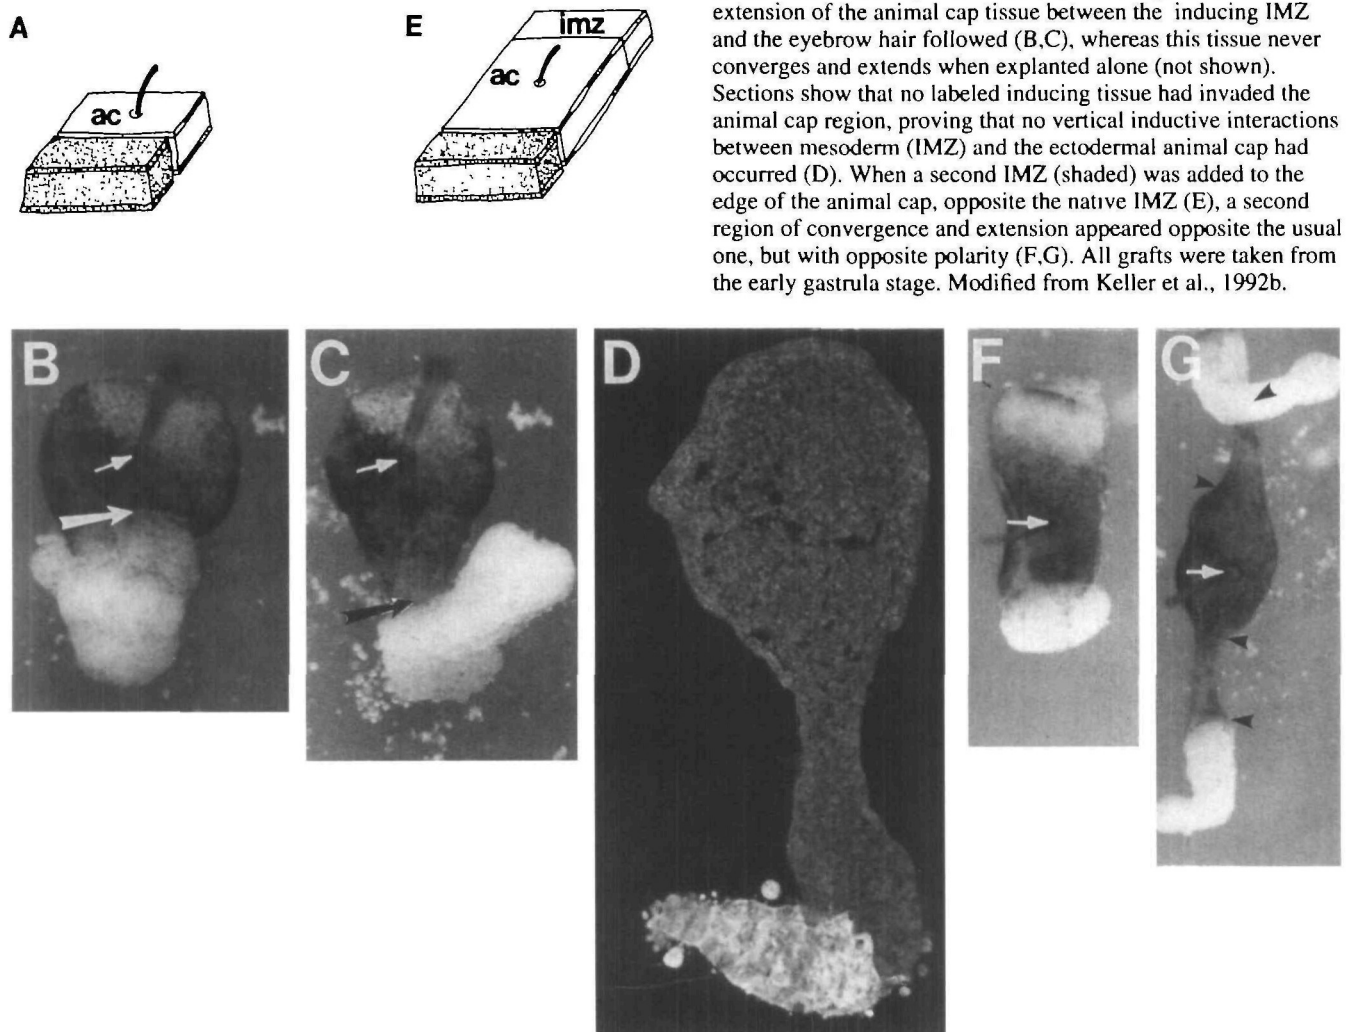 A
ac
E
imz
ac
extension of the animal cap tissue between the inducing IMZ
and the eyebrow hair followed (B,C), whereas this tissue never
converges and extends when explanted alone (not shown).
Sections show that no labeled inducing tissue had invaded the
animal cap region, proving that no vertical inductive interactions
between mesoderm (IMZ) and the ectodermal animal cap had
occurred (D). When a second IMZ (shaded) was added to the
edge of the animal cap, opposite the native IMZ (E), a second
region of convergence and extension appeared opposite the usual
one, but with opposite polarity (F,G). All grafts were taken from
the early gastrula stage. Modified from Keller et al., 1992b.
B
C
D
F
G